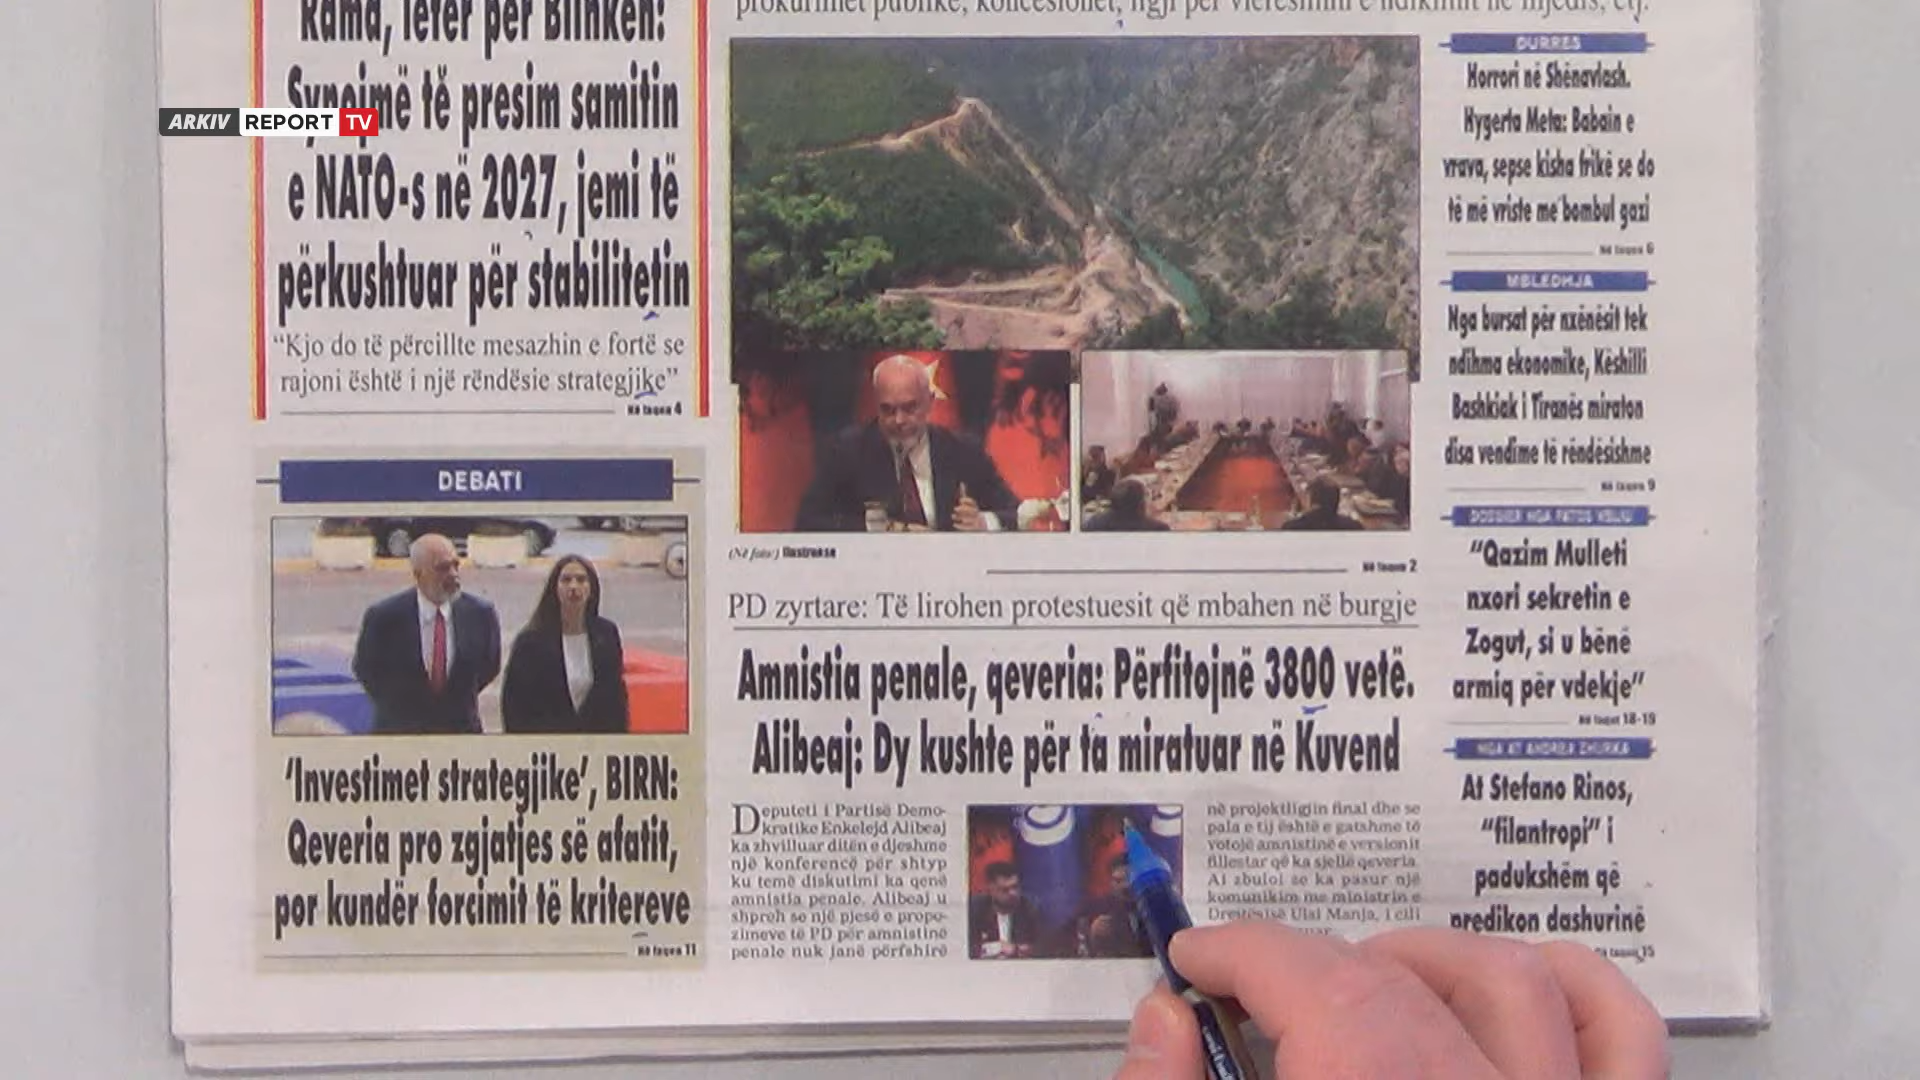 prokurimet publike, koncesionet, ngj për vlerësimin e ndikimit në mjedis, etj.
Rama, letër për Blinken:
Synojmë të presim samitin
e NATO-s në 2027, jemi të
përkushtuar për stabilitetin
“Kjo do të përcillte mesazhin e fortë se
rajoni është i një rëndësie strategjike”
Në faqen 4
ARKIV REPORT TV
DEBATI
‘Investimet strategjike’, BIRN:
Qeveria pro zgjatjes së afatit,
por kundër forcimit të kritereve
Në faqen 11
(Në foto:) Ilustruese
Në faqen 2
PD zyrtare: Të lirohen protestuesit që mbahen në burgje
Amnistia penale, qeveria: Përfitojnë 3800 vetë.
Alibeaj: Dy kushte për ta miratuar në Kuvend
Deputeti i Partisë Demo-
kratike Enkelejd Alibeaj
ka zhvilluar ditën e djeshme
një konferencë për shtyp
ku temë diskutimi ka qenë
amnistia penale. Alibeaj u
shpreh se një pjesë e propo-
zimeve të PD për amnistinë
penale nuk janë përfshirë
në projektligjin final dhe se
pala e tij është e gatshme të
votojë amnistinë e versionit
fillestar që ka sjellë qeveria.
Ai zbuloi se ka pasur një
komunikim me ministrin e
Drejtësisë Ulsi Manja, i cili
DURRËS
Horrori në Shënavlash.
Hygerta Meta: Babain e
vrava, sepse kisha frikë se do
të më vriste me bombul gazi
Në faqen 6
MBLEDHJA
Nga bursat për nxënësit tek
ndihma ekonomike, Këshilli
Bashkiak i Tiranës miraton
disa vendime të rëndësishme
Në faqen 9
DOSSIER NGA FATOS VELIU
“Qazim Mulleti
nxori sekretin e
Zogut, si u bënë
armiq për vdekje”
Në faqet 18-19
NGA AT ANDREA ZHURKA
At Stefano Rinos,
“filantropi” i
padukshëm që
predikon dashurinë
Në faqen 15